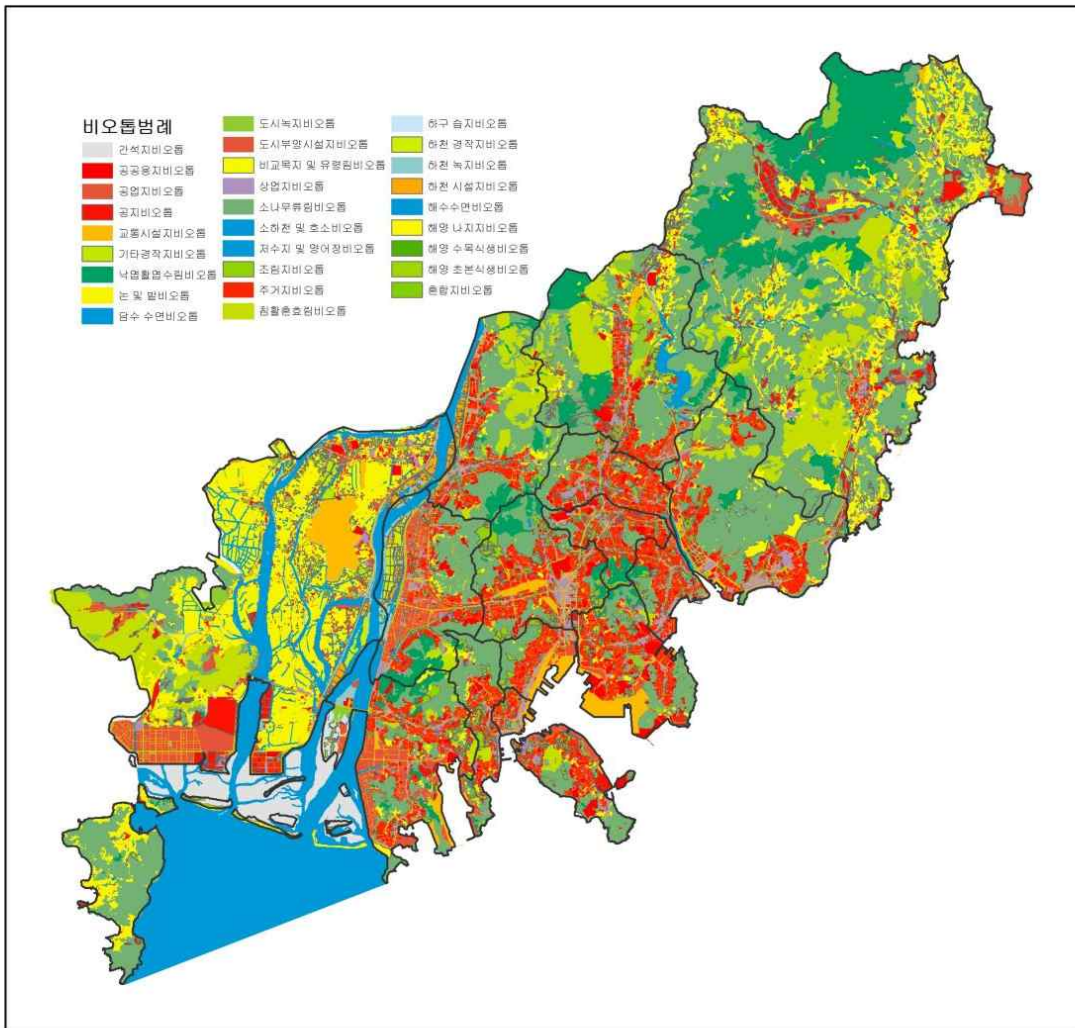 비오톱범례
간석지비오톱
공공용지비오톱
공업지비오톱
공지비오톱
교통시설지비오톱
기타경작지비오톱
낙엽활엽수림비오톱
논 및 밭비오톱
담수 수면비오톱
도시녹지비오톱
도시부양시설지비오톱
비교목지 및 유령림비오톱
상업지비오톱
소나무류림비오톱
소하천 및 호소비오톱
저수지 및 양어장비오톱
조림지비오톱
주거지비오톱
침활혼효림비오톱
하구 습지비오톱
하천 경작지비오톱
하천 녹지비오톱
하천 시설지비오톱
해수수면비오톱
해양 나지지비오톱
해양 수목식생비오톱
해양 초본식생비오톱
혼합지비오톱